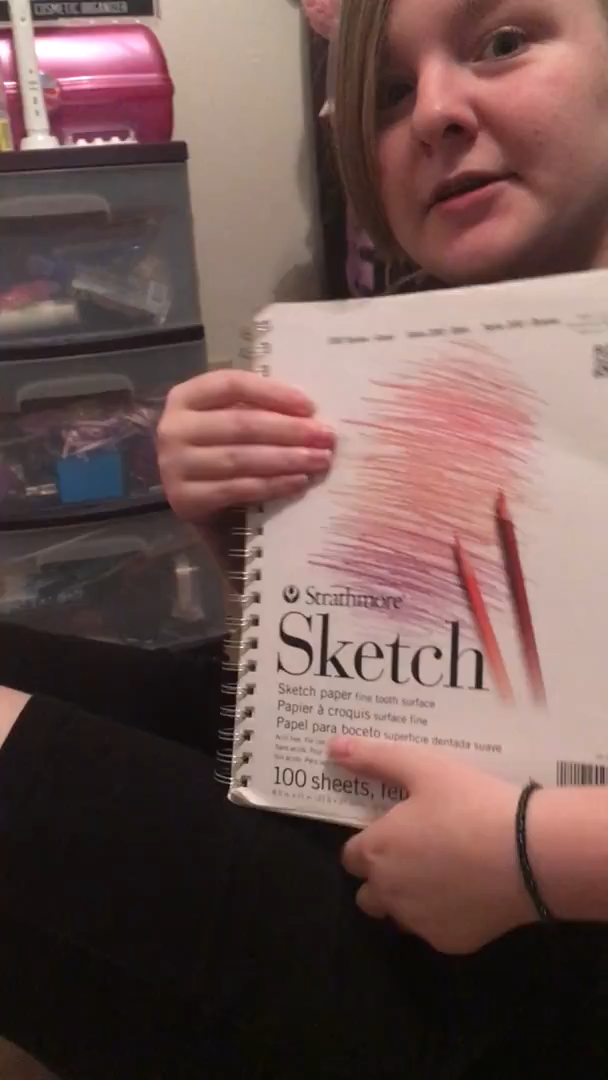 COSMETIC ORGANIZER
Strathmore
Sketch
Sketch paper fine tooth surface
Papier à croquis surface fine
Papel para boceto superficie dentada suave
100 sheets,